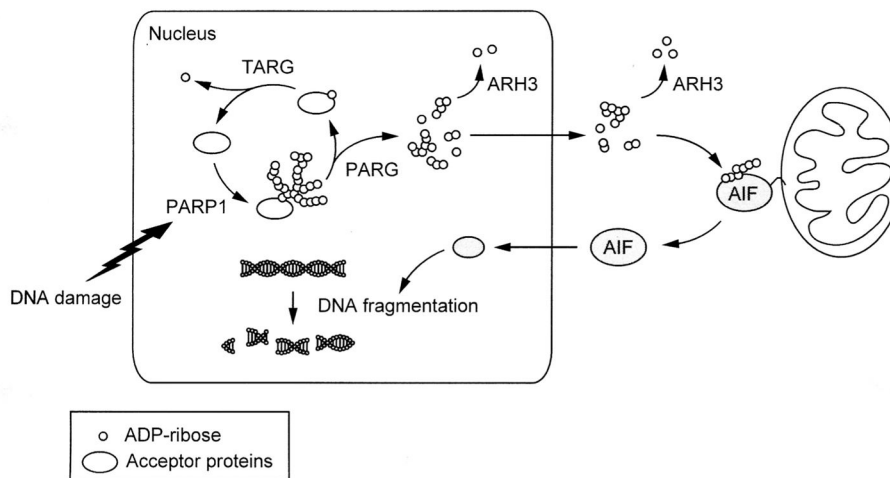 Nucleus
TARG
ARH3
ARH3
PARG
PARP1
AIF
AIF
DNA damage
DNA fragmentation
ADP-ribose
Acceptor proteins